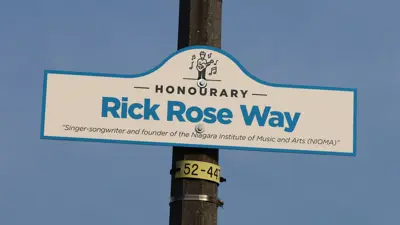 HONOURARY
Rick Rose Way
"Singer-songwriter and founder of the Niagara Institute of Music and Arts (NIOMA)"
52-44